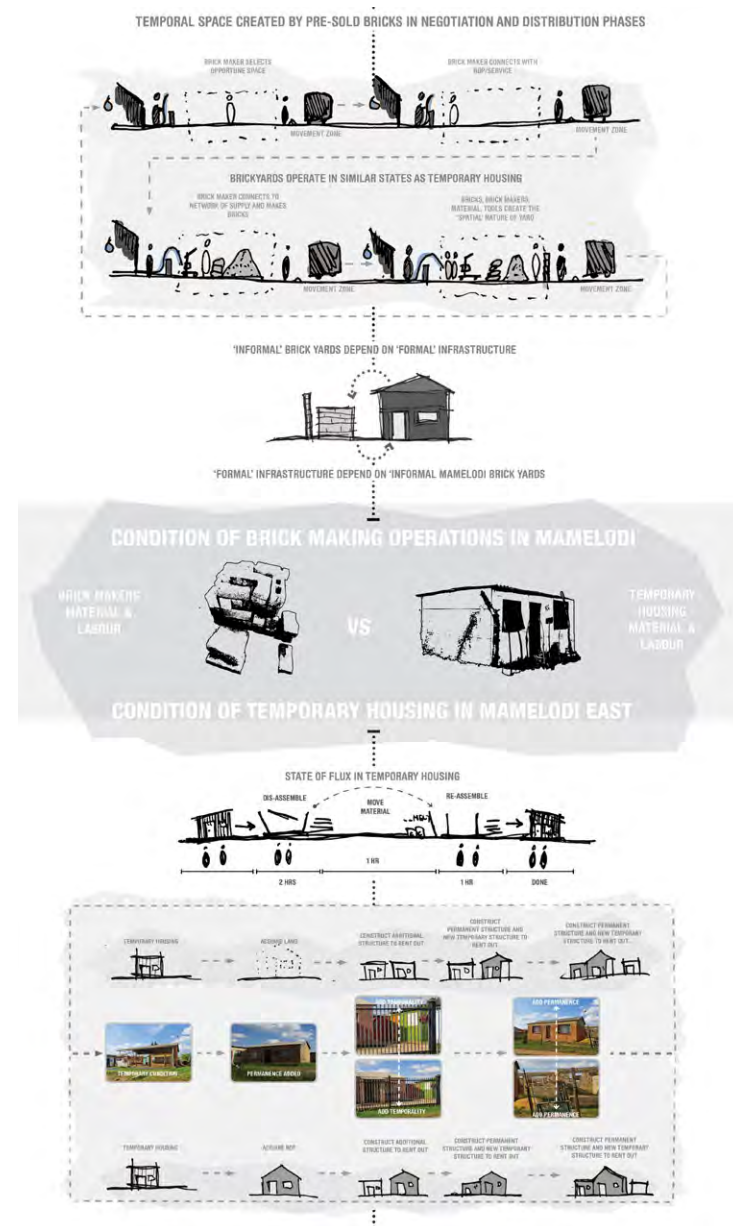 TEMPORAL SPACE CREATED BY PRE-SOLD BRICKS IN NEGOTIATION AND DISTRIBUTION PHASES
BRICK MAKER SELECTS
OPPORTUNE SPACE
BRICK MAKER CONNECTS WITH
RDP/SERVICE
MOVEMENT ZONE
MOVEMENT ZONE
BRICKYARDS OPERATE IN SIMILAR STATES AS TEMPORARY HOUSING
BRICK MAKER CONNECTS TO
NETWORK OF SUPPLY AND MAKES
BRICKS
BRICKS, BRICK MAKERS
MATERIAL, TOOLS CREATE THE
'SPATIAL' NATURE OF YARD
MOVEMENT ZONE
MOVEMENT ZONE
'INFORMAL' BRICK YARDS DEPEND ON 'FORMAL' INFRASTRUCTURE
'FORMAL' INFRASTRUCTURE DEPEND ON 'INFORMAL MAMELODI BRICK YARDS
CONDITION OF BRICK MAKING OPERATIONS IN MAMELODI
BRICK MAKERS
MATERIAL &
LABOUR
VS
TEMPORARY
HOUSING
MATERIAL &
LABOUR
CONDITION OF TEMPORARY HOUSING IN MAMELODI EAST
STATE OF FLUX IN TEMPORARY HOUSING
DIS-ASSEMBLE
MOVE
MATERIAL
RE-ASSEMBLE
2 HRS
1 HR
1 HR
DONE
TEMPORARY HOUSING
ACQUIRE LAND
CONSTRUCT ADDITIONAL
STRUCTURE TO RENT OUT
CONSTRUCT
PERMANENT STRUCTURE AND
NEW TEMPORARY STRUCTURE TO
RENT OUT
CONSTRUCT PERMANENT
STRUCTURE AND NEW TEMPORARY
STRUCTURE TO RENT OUT
TEMPORARY CONDITION
PERMANENCE ADDED
ADD TEMPORALITY
ADD TEMPORALITY
ADD PERMANENCE
ADD PERMANENCE
TEMPORARY HOUSING
ACQUIRE RDP
CONSTRUCT ADDITIONAL
STRUCTURE TO RENT OUT
CONSTRUCT PERMANENT
STRUCTURE AND NEW TEMPORARY
STRUCTURE TO RENT OUT
CONSTRUCT PERMANENT
STRUCTURE AND NEW TEMPORARY
STRUCTURE TO RENT OUT